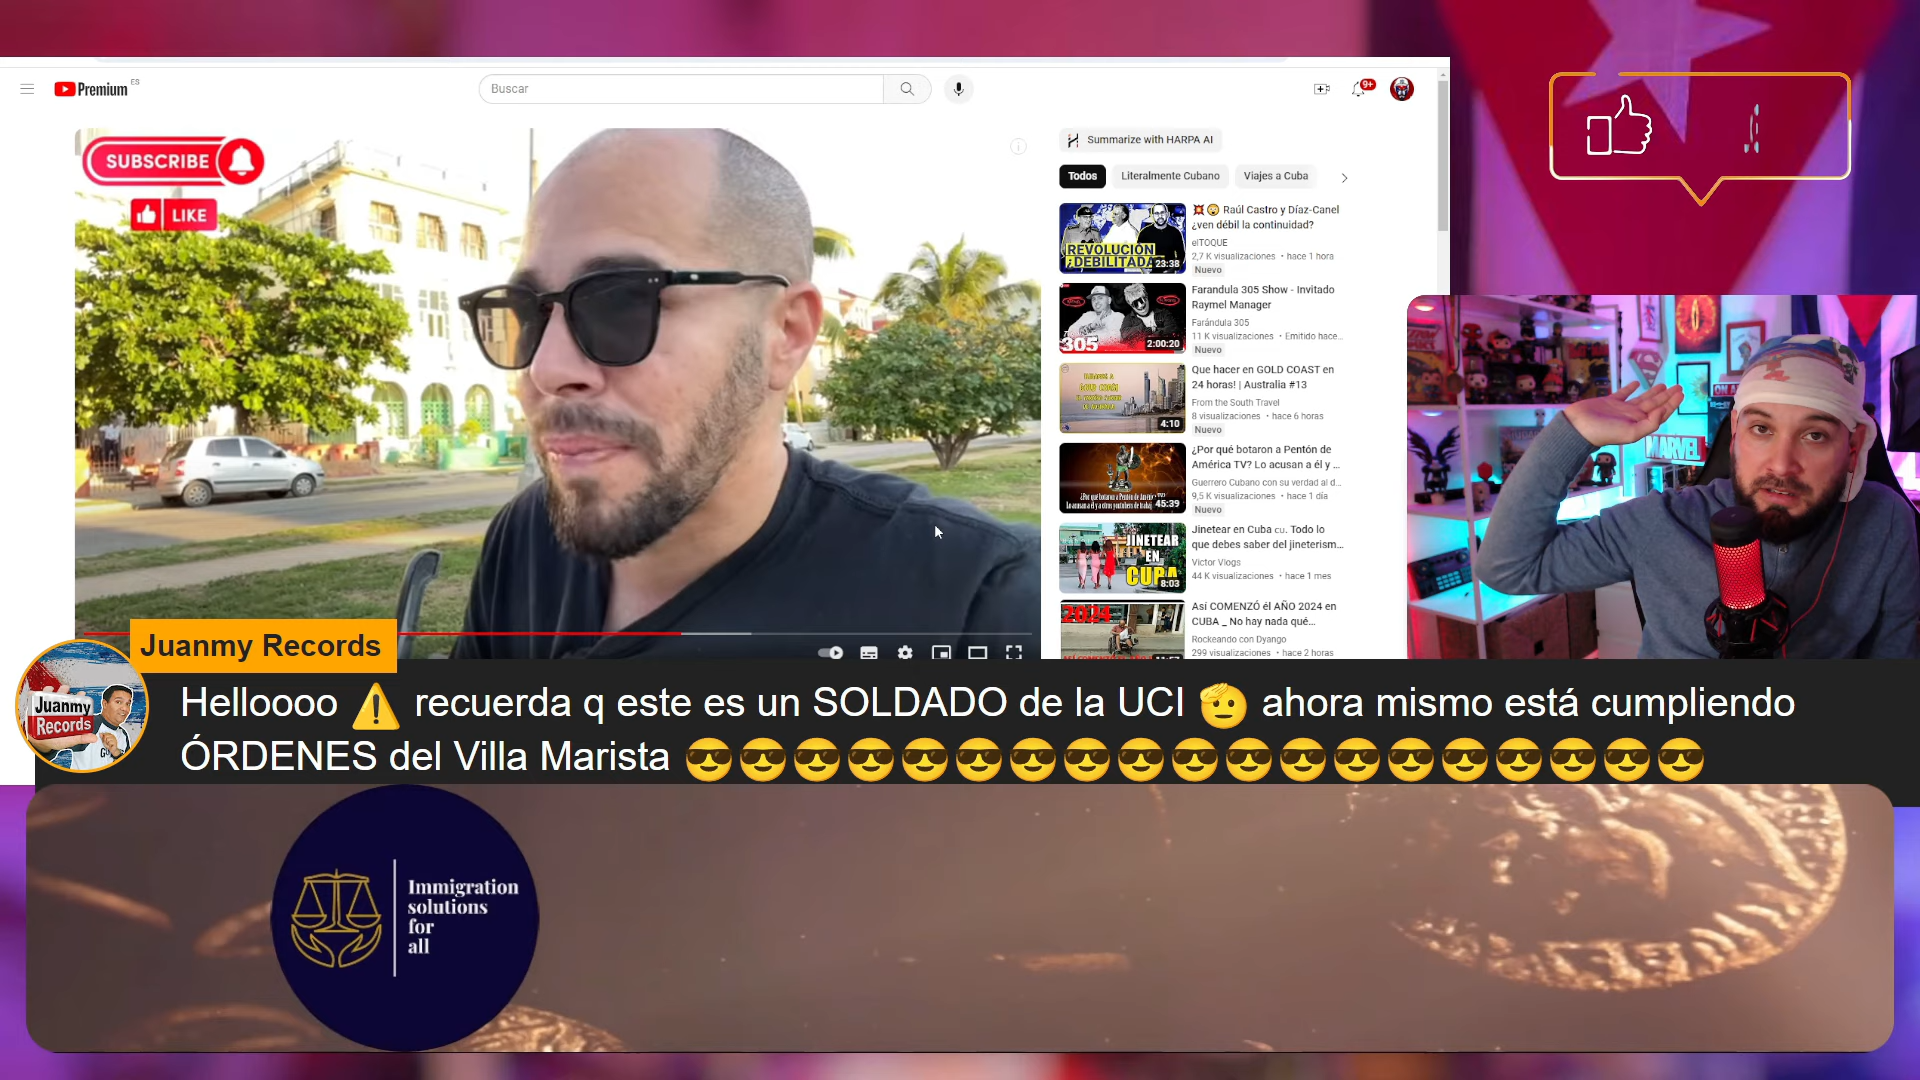 Premium ES
Buscar
9+
SUBSCRIBE
LIKE
Summarize with HARPA AI
Todos
Literalmente Cubano
Viajes a Cuba
REVOLUCIÓN
¿DEBILITADA
23:38
💥😲 Raúl Castro y Díaz-Canel
¿ven débil la continuidad?
elTOQUE
2,7 K visualizaciones • hace 1 hora
Nuevo
305
2:00:20
Farandula 305 Show - Invitado
Raymel Manager
Farándula 305
11 K visualizaciones • Emitido hace...
Nuevo
4:10
Que hacer en GOLD COAST en
24 horas! | Australia #13
From the South Travel
8 visualizaciones • hace 6 horas
Nuevo
45:39
¿Por qué botaron a Pentón de
América TV? Lo acusan a él y ...
Guerrero Cubano con su verdad al d...
9,5 K visualizaciones • hace 1 día
Nuevo
JINETEAR
EN
CUBA
8:03
Jinetear en Cuba cu. Todo lo
que debes saber del jineterism...
Victor Vlogs
44 K visualizaciones • hace 1 mes
2024
Así COMENZÓ él AÑO 2024 en
CUBA _ No hay nada qué...
Rockeando con Dyango
299 visualizaciones • hace 2 horas
MARVEL
Juanmy Records
Juanmy
Records
Helloooo ⚠️ recuerda q este es un SOLDADO de la UCI 🫡 ahora mismo está cumpliendo
ÓRDENES del Villa Marista 😎😎😎😎😎😎😎😎😎😎😎😎😎😎😎😎😎😎😎
Immigration
solutions
for
all